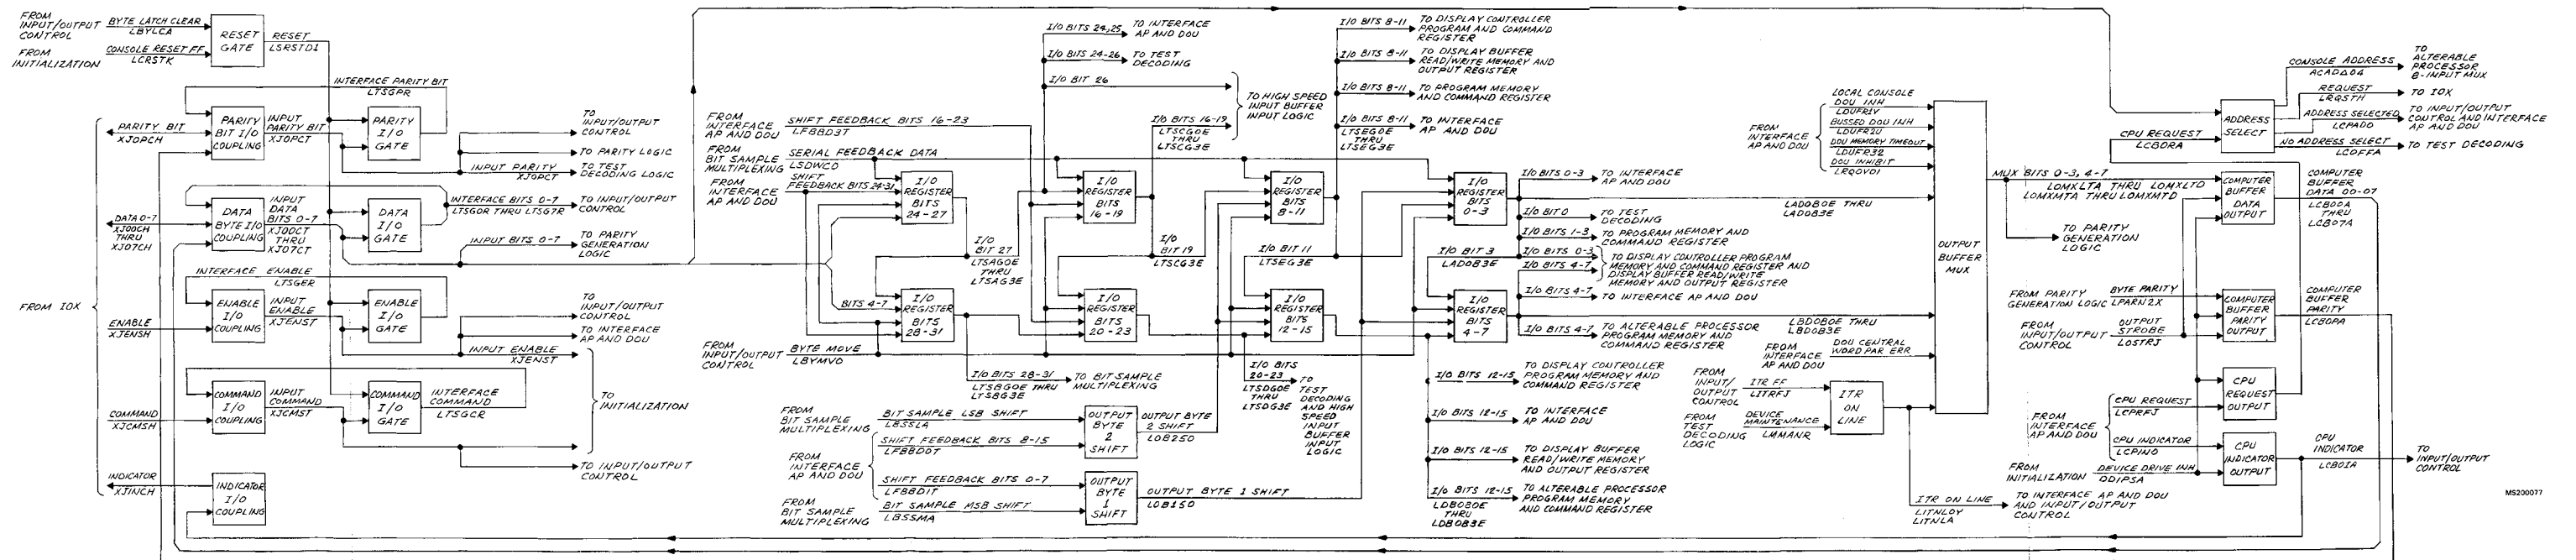 FROM
INPUT/OUTPUT
CONTROL
BYTE LATCH CLEAR
LBYLCA
FROM
INITIALIZATION
CONSOLE RESET FF
LCRSTK
RESET
GATE
RESET
LSRSTD1
INTERFACE PARITY BIT
LTSGPR
PARITY BIT
XJOPCH
PARITY
BIT I/O
COUPLING
INPUT
PARITY BIT
XJOPCT
PARITY
I/O
GATE
TO
INPUT/OUTPUT
CONTROL
TO PARITY LOGIC
INPUT PARITY
XJOPCT
TO TEST
DECODING LOGIC
DATA 0-7
XJ00CH
THRU
XJ07CH
DATA
BYTE I/O
COUPLING
INPUT
DATA
BITS 0-7
XJ00CT
THRU
XJ07CT
DATA
I/O
GATE
INTERFACE BITS 0-7
LTSG0R THRU LTSG7R
TO INPUT/OUTPUT
CONTROL
INPUT BITS 0-7
TO PARITY
GENERATION
LOGIC
FROM IOX
INTERFACE ENABLE
LTSGER
ENABLE
XJENSH
ENABLE
I/O
COUPLING
INPUT
ENABLE
XJENST
ENABLE
I/O
GATE
TO
INPUT/OUTPUT
CONTROL
TO INTERFACE
AP AND DOU
INPUT ENABLE
XJENST
COMMAND
XJCMSH
COMMAND
I/O
COUPLING
INPUT
COMMAND
XJCMST
COMMAND
I/O
GATE
INTERFACE
COMMAND
LTSGCR
TO
INITIALIZATION
TO INPUT/OUTPUT
CONTROL
INDICATOR
XJINCH
INDICATOR
I/O
COUPLING
I/O BITS 24,25
TO INTERFACE
AP AND DOU
I/O BITS 24-26
TO TEST
DECODING
I/O BIT 26
TO HIGH SPEED
INPUT BUFFER
INPUT LOGIC
FROM
INTERFACE
AP AND DOU
SHIFT FEEDBACK BITS 16-23
LFBBD3T
FROM
BIT SAMPLE
MULTIPLEXING
SERIAL FEEDBACK DATA
LSDWCO
FROM
INTERFACE
AP AND DOU
SHIFT
FEEDBACK BITS 24-31
I/O
REGISTER
BITS
24-27
I/O
BIT 27
LTSAG0E
THRU
LTSAG3E
I/O
REGISTER
BITS
16-19
I/O BITS 16-19
LTSCG0E
THRU
LTSCG3E
I/O
BIT 19
LTSCG3E
I/O
REGISTER
BITS
8-11
I/O BIT 11
LTSEG3E
I/O BITS 8-11
TO DISPLAY CONTROLLER
PROGRAM AND COMMAND
REGISTER
I/O BITS 8-11
TO DISPLAY BUFFER
READ/WRITE MEMORY AND
OUTPUT REGISTER
I/O BITS 8-11
TO PROGRAM MEMORY
AND COMMAND REGISTER
I/O BITS 8-11
TO INTERFACE
AP AND DOU
LTSEG0E
THRU
LTSEG3E
I/O
REGISTER
BITS
0-3
I/O BITS 0-3
TO INTERFACE
AP AND DOU
LAD0B0E THRU
LAD0B3E
I/O BIT 0
TO TEST
DECODING
I/O BITS 1-3
TO PROGRAM MEMORY AND
COMMAND REGISTER
I/O BIT 3
LAD0B3E
I/O BITS 0-3
I/O BITS 4-7
TO DISPLAY CONTROLLER PROGRAM
MEMORY AND COMMAND REGISTER AND
DISPLAY BUFFER READ/WRITE
MEMORY AND OUTPUT REGISTER
BITS 4-7
I/O
REGISTER
BITS
28-31
I/O
REGISTER
BITS
20-23
I/O
REGISTER
BITS
12-15
I/O
REGISTER
BITS
4-7
I/O BITS 4-7
TO INTERFACE AP AND DOU
LBD0B0E THRU
LBD0B3E
I/O BITS 4-7
TO ALTERABLE PROCESSOR
PROGRAM MEMORY AND
COMMAND REGISTER
FROM
INPUT/OUTPUT
CONTROL
BYTE MOVE
LBYMVO
I/O BITS 28-31
LTSBG0E THRU
LTSBG3E
TO BIT SAMPLE
MULTIPLEXING
I/O BITS
20-23
LTSDG0E
THRU
LTSDG3E
TO
TEST
DECODING
AND HIGH
SPEED
INPUT
BUFFER
INPUT
LOGIC
FROM
BIT SAMPLE
MULTIPLEXING
BIT SAMPLE LSB SHIFT
LBSSLA
SHIFT FEEDBACK BITS 8-15
LFBBDOT
OUTPUT
BYTE
2
SHIFT
OUTPUT BYTE
2 SHIFT
LOB2S0
FROM
INTERFACE
AP AND DOU
SHIFT FEEDBACK BITS 0-7
LFBBDIT
FROM
BIT SAMPLE
MULTIPLEXING
BIT SAMPLE MSB SHIFT
LBSSMA
OUTPUT
BYTE
1
SHIFT
OUTPUT BYTE 1 SHIFT
LOB1S0
I/O BITS 12-15
TO DISPLAY CONTROLLER
PROGRAM MEMORY AND
COMMAND REGISTER
I/O BITS 12-15
TO INTERFACE
AP AND DOU
I/O BITS 12-15
TO DISPLAY BUFFER
READ/WRITE MEMORY
AND OUTPUT REGISTER
I/O BITS 12-15
TO ALTERABLE PROCESSOR
PROGRAM MEMORY
AND COMMAND REGISTER
LDB0B0E
THRU
LDB0B3E
FROM
INTERFACE
AP AND DOU
LOCAL CONSOLE
DOU INH
LDUFR1V
BUSSED DOU INH
LDUFR2U
DOU MEMORY TIMEOUT
LDUFR32
DOU INHIBIT
LRQOVD1
FROM
INTERFACE
AP AND DOU
DOU CENTRAL
WORD PAR ERR
FROM
INPUT/
OUTPUT
CONTROL
ITR FF
LITRFJ
FROM
TEST
DECODING
LOGIC
DEVICE
MAINTENANCE
LMMANR
ITR
ON
LINE
OUTPUT
BUFFER
MUX
ITR ON LINE
LITNLOY
LITNLA
TO INTERFACE AP AND DOU
AND INPUT/OUTPUT
CONTROL
MUX BITS 0-3, 4-7
LOMXLTA THRU LOMXLTD
LOMXMTA THRU LOMXMTD
TO PARITY
GENERATION
LOGIC
CPU REQUEST
LCBDRA
ADDRESS
SELECT
CONSOLE ADDRESS
ACADA04
TO
ALTERABLE
PROCESSOR
8-INPUT MUX
REQUEST
LRQSTH
TO IOX
ADDRESS SELECTED
LCPADO
TO INPUT/OUTPUT
CONTROL AND INTERFACE
AP AND DOU
NO ADDRESS SELECT
LCOFFA
TO TEST DECODING
COMPUTER
BUFFER
DATA
OUTPUT
COMPUTER
BUFFER
DATA 00-07
LCB00A
THRU
LCB07A
FROM PARITY
GENERATION LOGIC
BYTE PARITY
LPARN2X
FROM
INPUT/OUTPUT
CONTROL
OUTPUT
STROBE
LOSTRJ
COMPUTER
BUFFER
PARITY
OUTPUT
COMPUTER
BUFFER
PARITY
LCB0PA
FROM
INTERFACE
AP AND DOU
CPU REQUEST
LCPRFJ
CPU
REQUEST
OUTPUT
CPU INDICATOR
LCPINO
FROM
INITIALIZATION
DEVICE DRIVE INH
DDIPSA
CPU
INDICATOR
OUTPUT
CPU
INDICATOR
LCB0IA
TO
INPUT/OUTPUT
CONTROL
MS200077